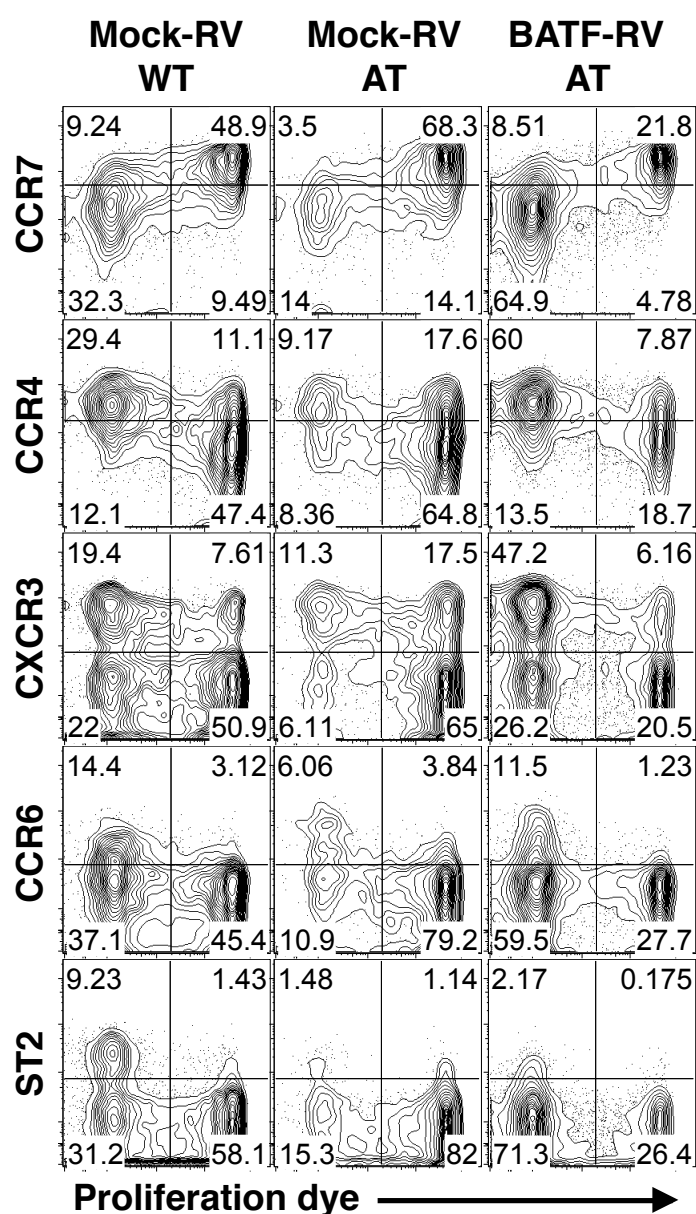 Mock-RV Mock-RV BATF-RV
WT AT AT
CCR7
9.24 48.9 3.5 68.3 8.51 21.8
32.3 9.49 14 14.1 64.9 4.78
CCR4
29.4 11.1 9.17 17.6 60 7.87
12.1 47.4 8.36 64.8 13.5 18.7
CXCR3
19.4 7.61 11.3 17.5 47.2 6.16
22 50.9 6.11 65 26.2 20.5
CCR6
14.4 3.12 6.06 3.84 11.5 1.23
37.1 45.4 10.9 79.2 59.5 27.7
ST2
9.23 1.43 1.48 1.14 2.17 0.175
31.2 58.1 15.3 82 71.3 26.4
Proliferation dye